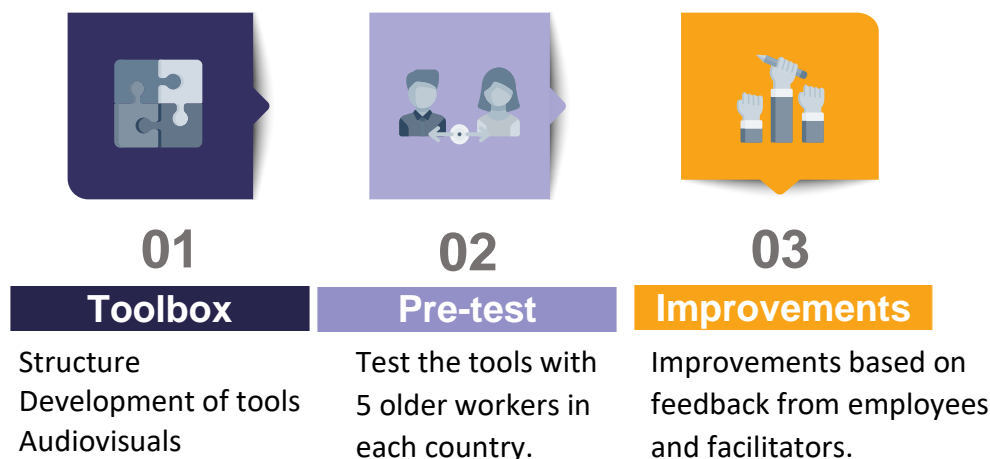 01
Toolbox
Structure
Development of tools
Audiovisuals
02
Pre-test
Test the tools with
5 older workers in
each country.
03
Improvements
Improvements based on
feedback from employees
and facilitators.